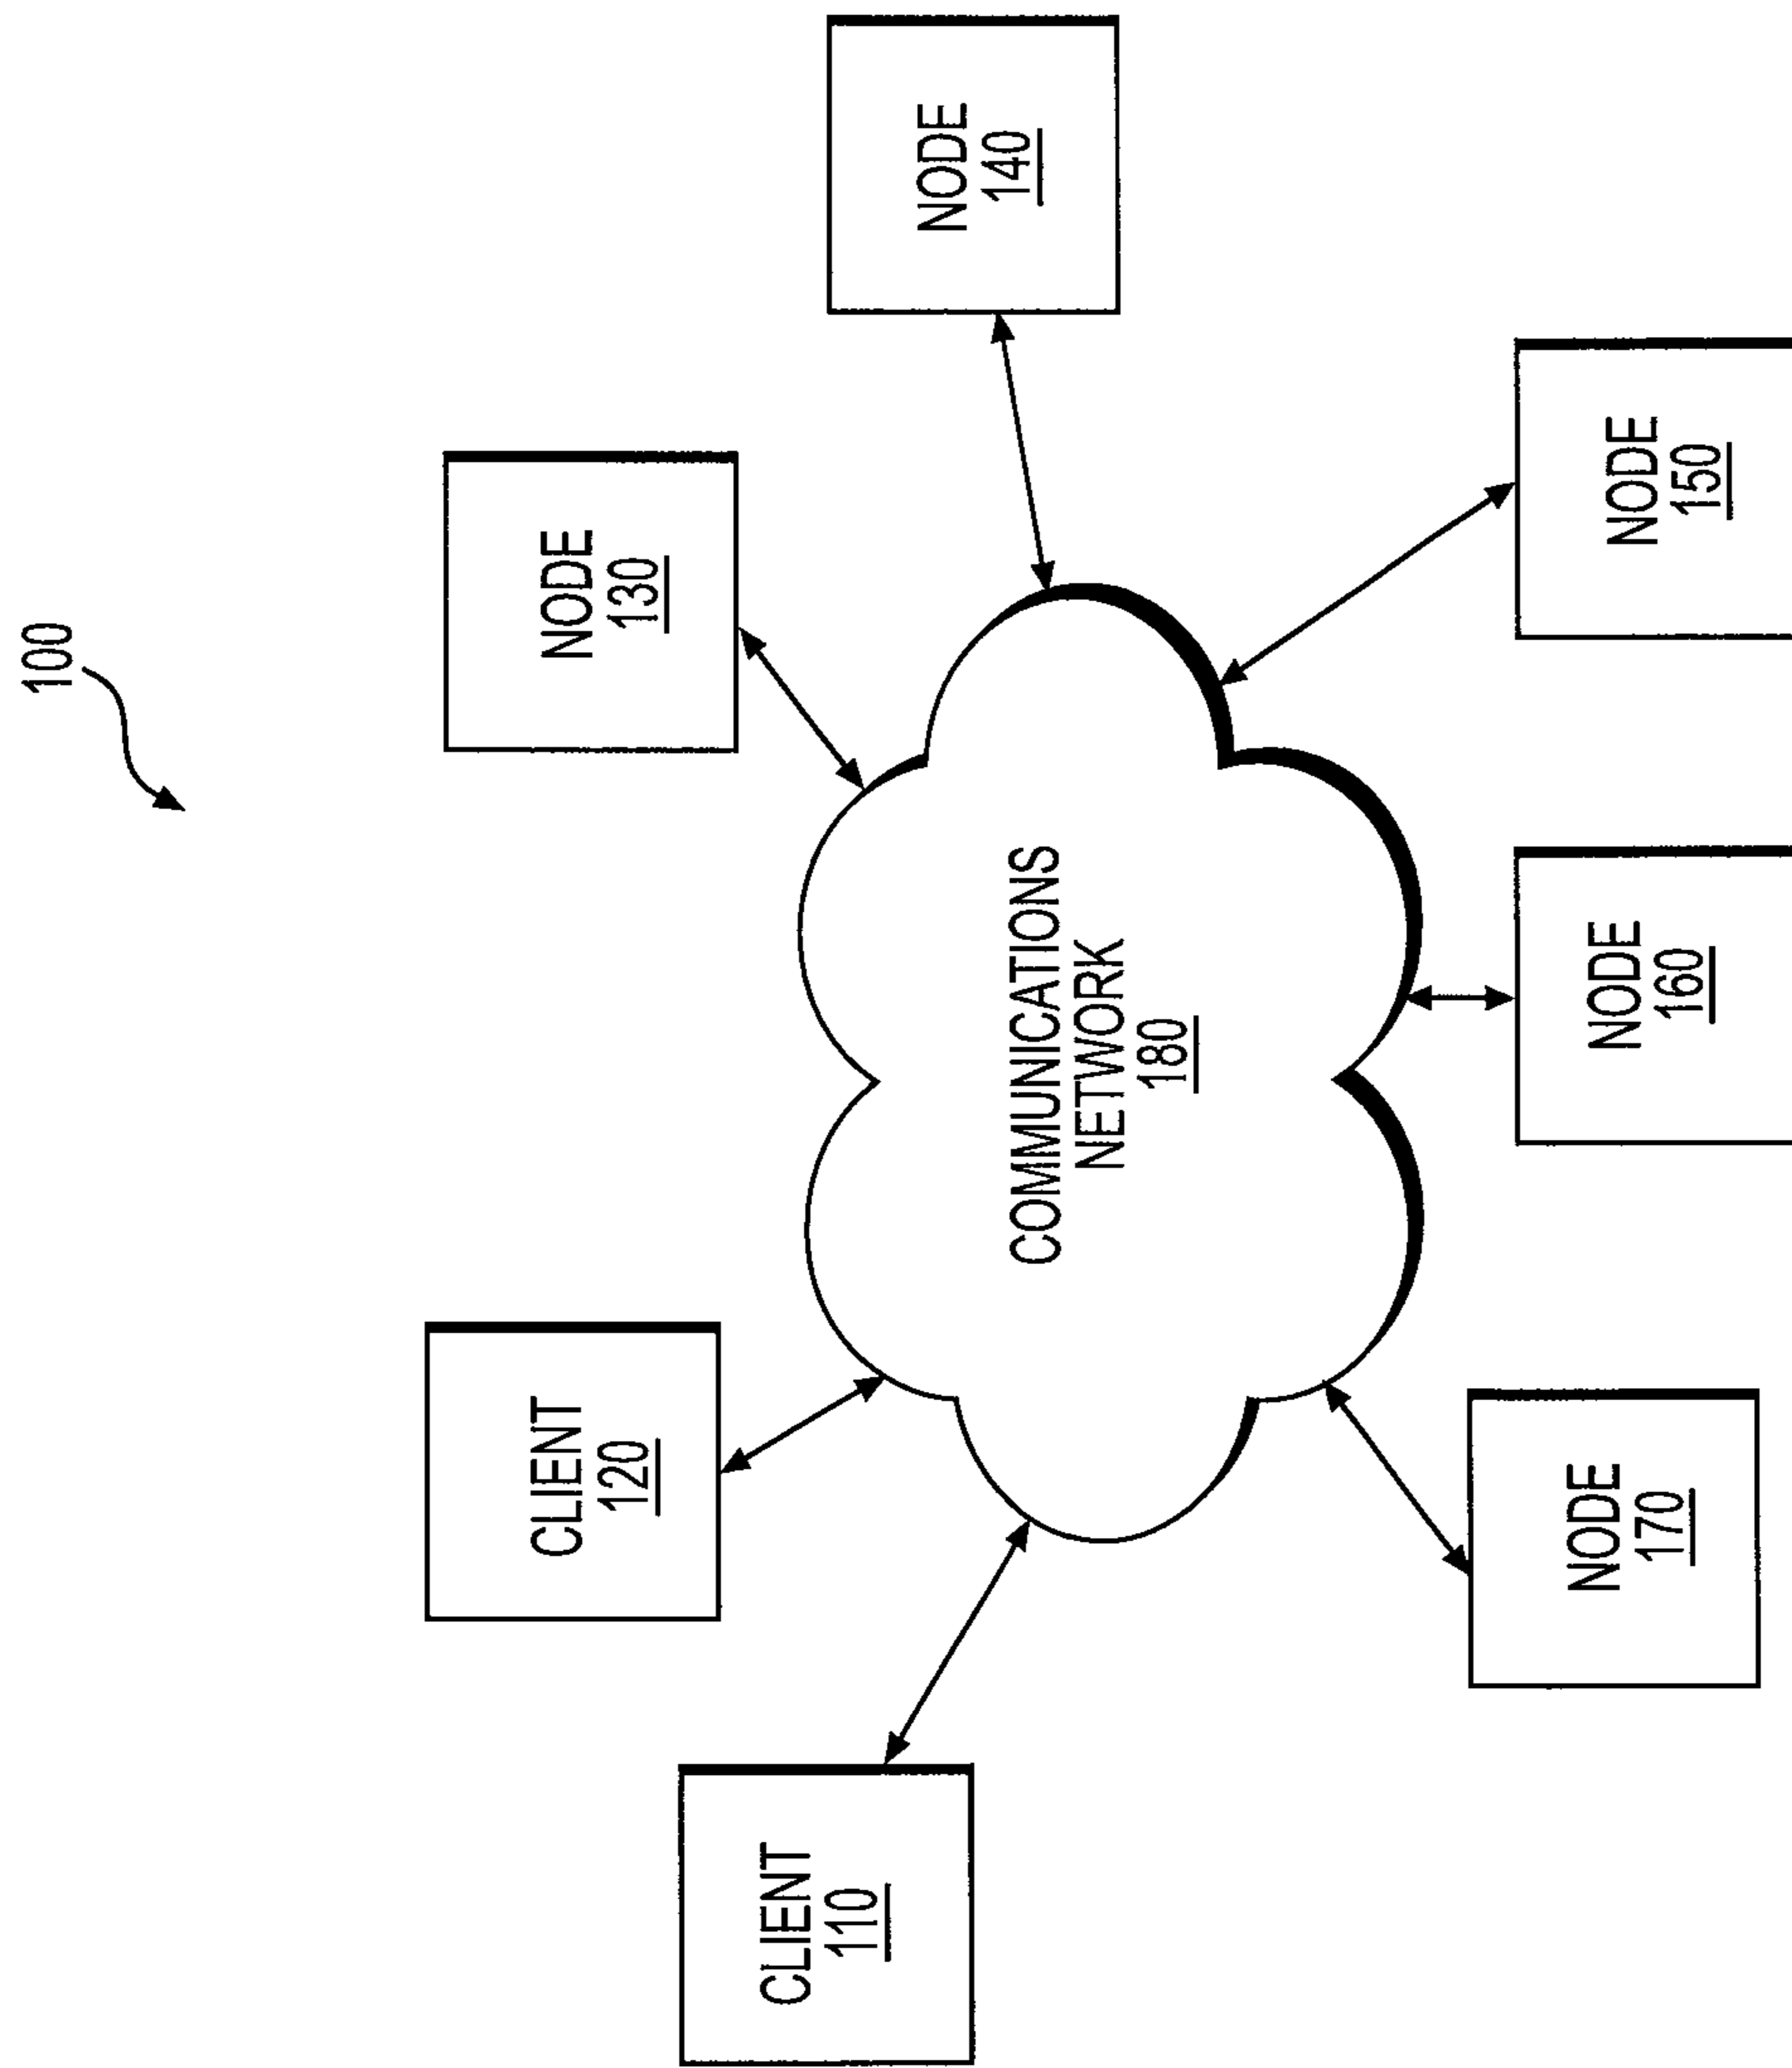 100
CLIENT
110
CLIENT
120
NODE
130
NODE
140
NODE
150
NODE
160
NODE
170
COMMUNICATIONS
NETWORK
180